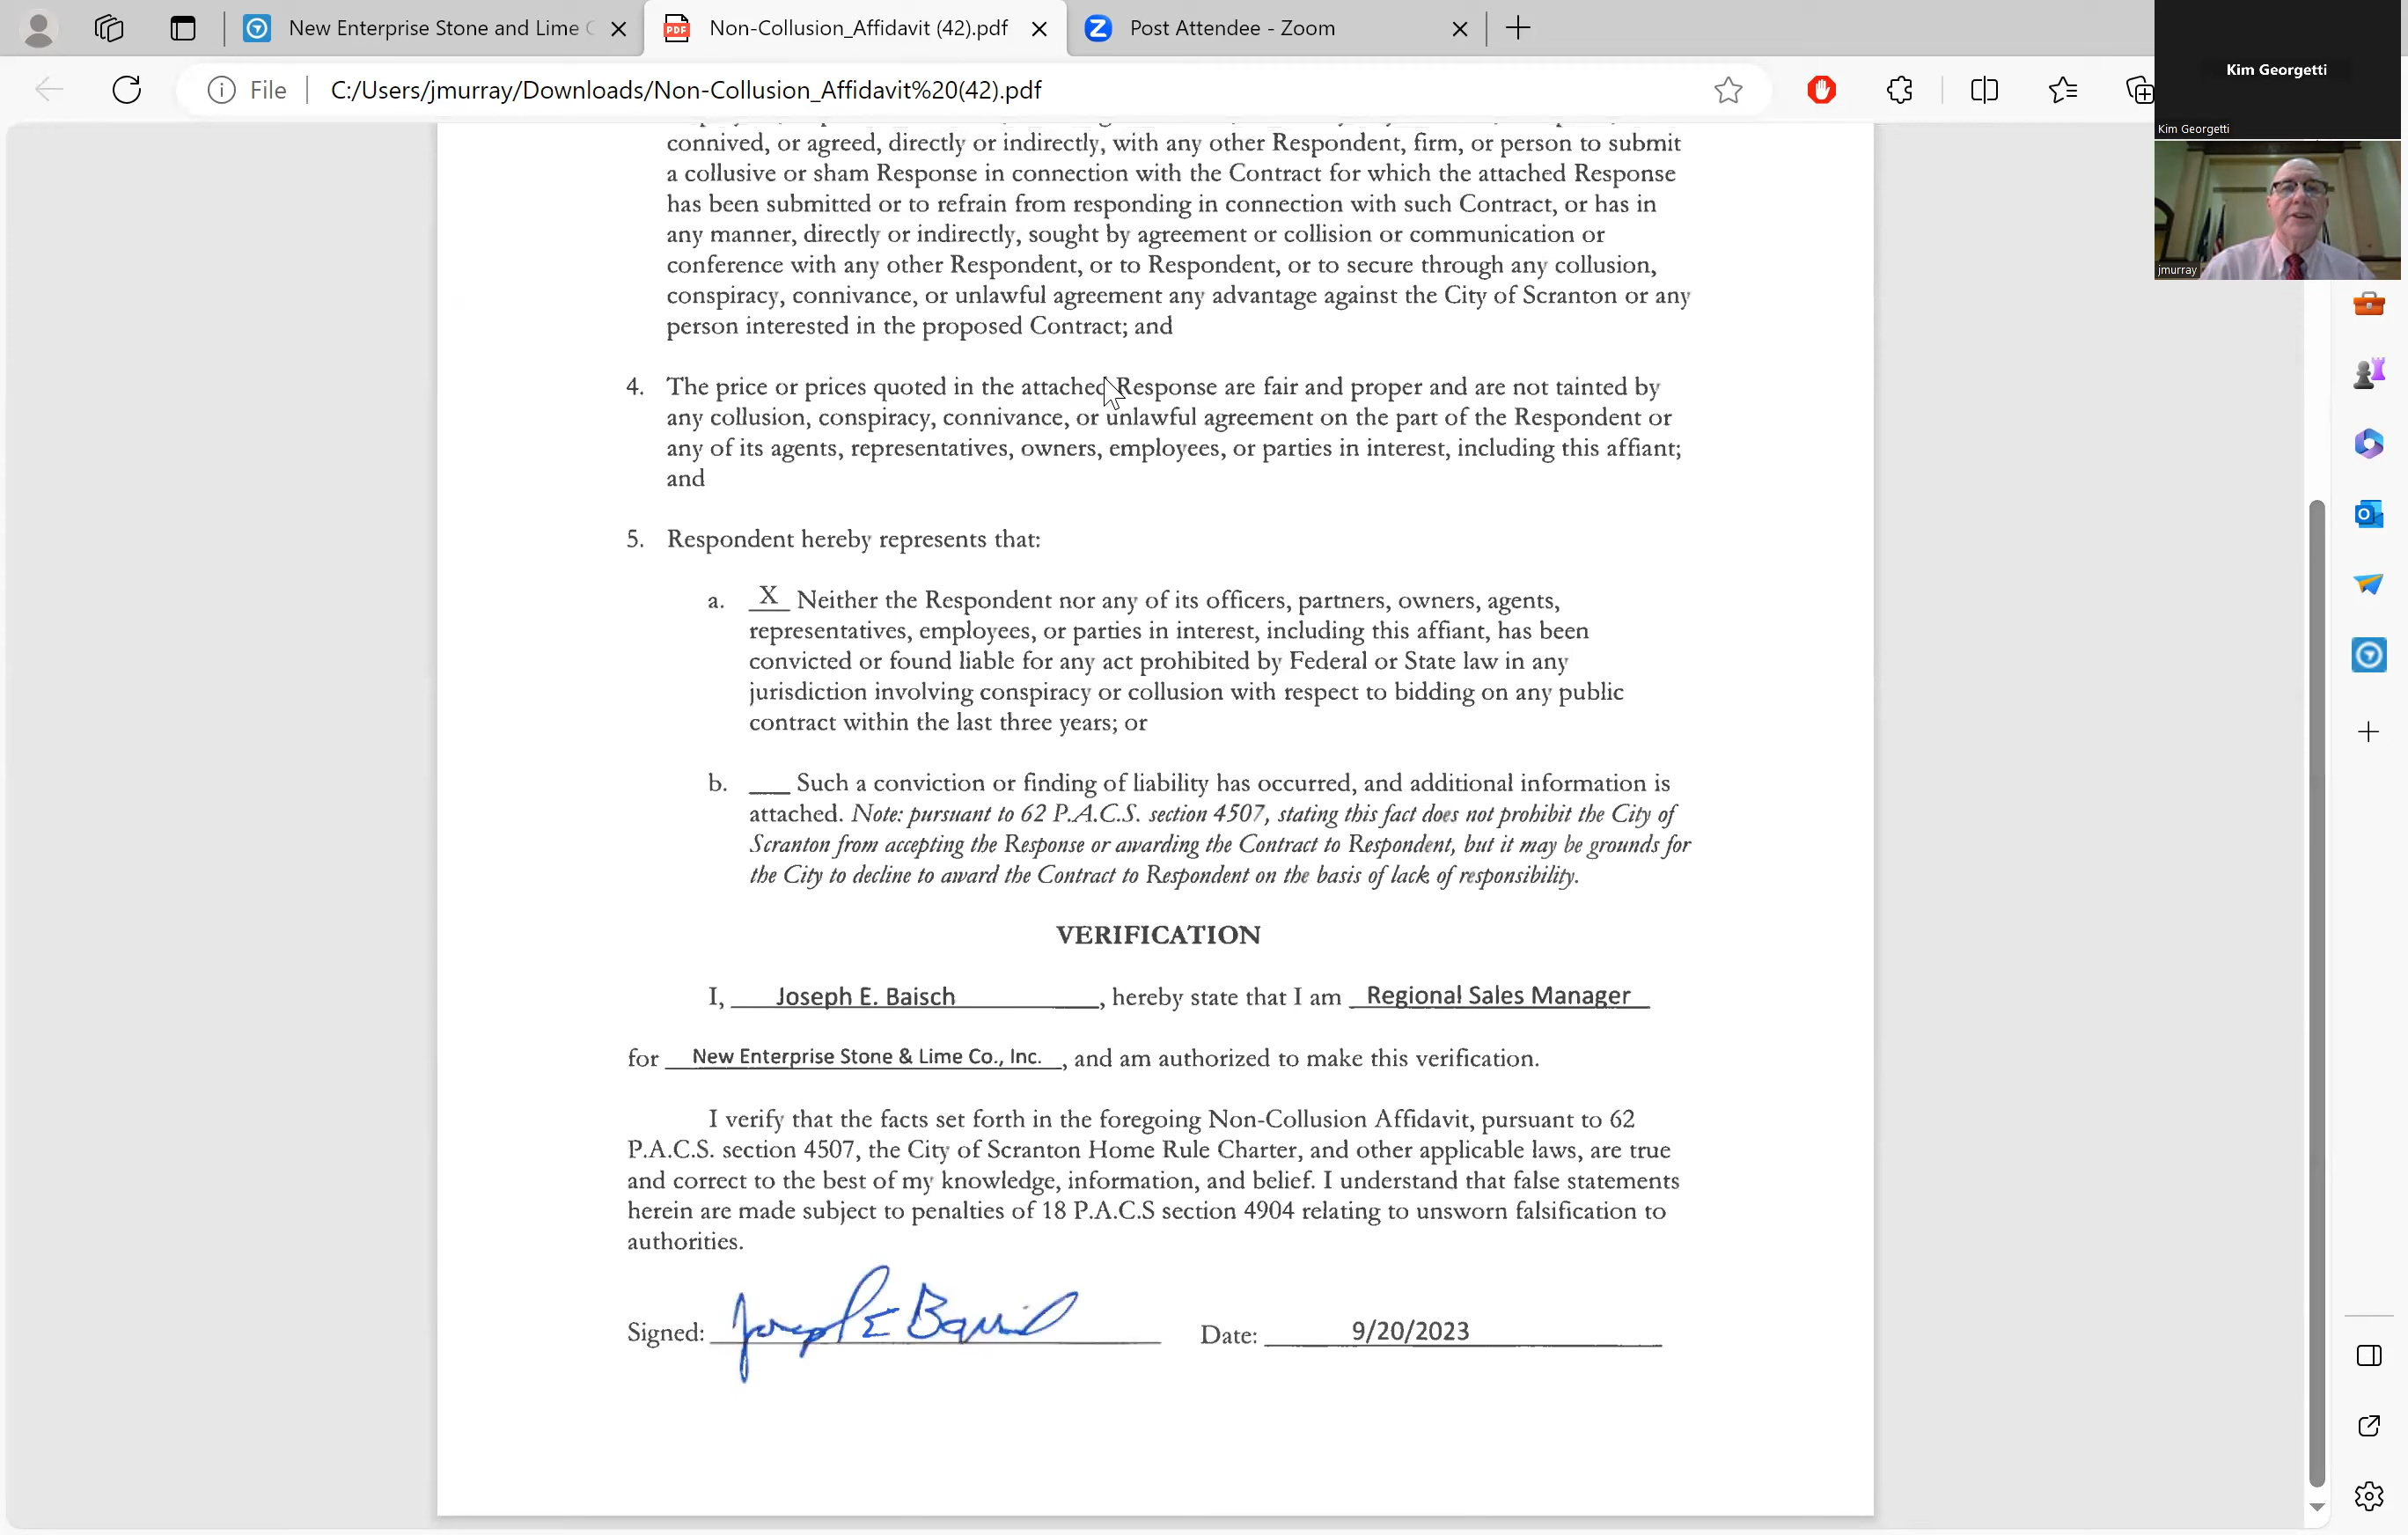 New Enterprise Stone and Lime C
Non-Collusion_Affidavit (42).pdf
Post Attendee - Zoom
File
C:/Users/jmurray/Downloads/Non-Collusion_Affidavit%20(42).pdf
Kim Georgetti
Kim Georgetti
jmurray
connived, or agreed, directly or indirectly, with any other Respondent, firm, or person to submit
a collusive or sham Response in connection with the Contract for which the attached Response
has been submitted or to refrain from responding in connection with such Contract, or has in
any manner, directly or indirectly, sought by agreement or collision or communication or
conference with any other Respondent, or to Respondent, or to secure through any collusion,
conspiracy, connivance, or unlawful agreement any advantage against the City of Scranton or any
person interested in the proposed Contract; and
4. The price or prices quoted in the attached Response are fair and proper and are not tainted by
any collusion, conspiracy, connivance, or unlawful agreement on the part of the Respondent or
any of its agents, representatives, owners, employees, or parties in interest, including this affiant;
and
5. Respondent hereby represents that:
a. X Neither the Respondent nor any of its officers, partners, owners, agents,
representatives, employees, or parties in interest, including this affiant, has been
convicted or found liable for any act prohibited by Federal or State law in any
jurisdiction involving conspiracy or collusion with respect to bidding on any public
contract within the last three years; or
b. ___ Such a conviction or finding of liability has occurred, and additional information is
attached. Note: pursuant to 62 P.A.C.S. section 4507, stating this fact does not prohibit the City of
Scranton from accepting the Response or awarding the Contract to Respondent, but it may be grounds for
the City to decline to award the Contract to Respondent on the basis of lack of responsibility.
VERIFICATION
I, Joseph E. Baisch, hereby state that I am Regional Sales Manager
for New Enterprise Stone & Lime Co., Inc., and am authorized to make this verification.
I verify that the facts set forth in the foregoing Non-Collusion Affidavit, pursuant to 62
P.A.C.S. section 4507, the City of Scranton Home Rule Charter, and other applicable laws, are true
and correct to the best of my knowledge, information, and belief. I understand that false statements
herein are made subject to penalties of 18 P.A.C.S section 4904 relating to unsworn falsification to
authorities.
Signed: Joseph E Baisch Date: 9/20/2023